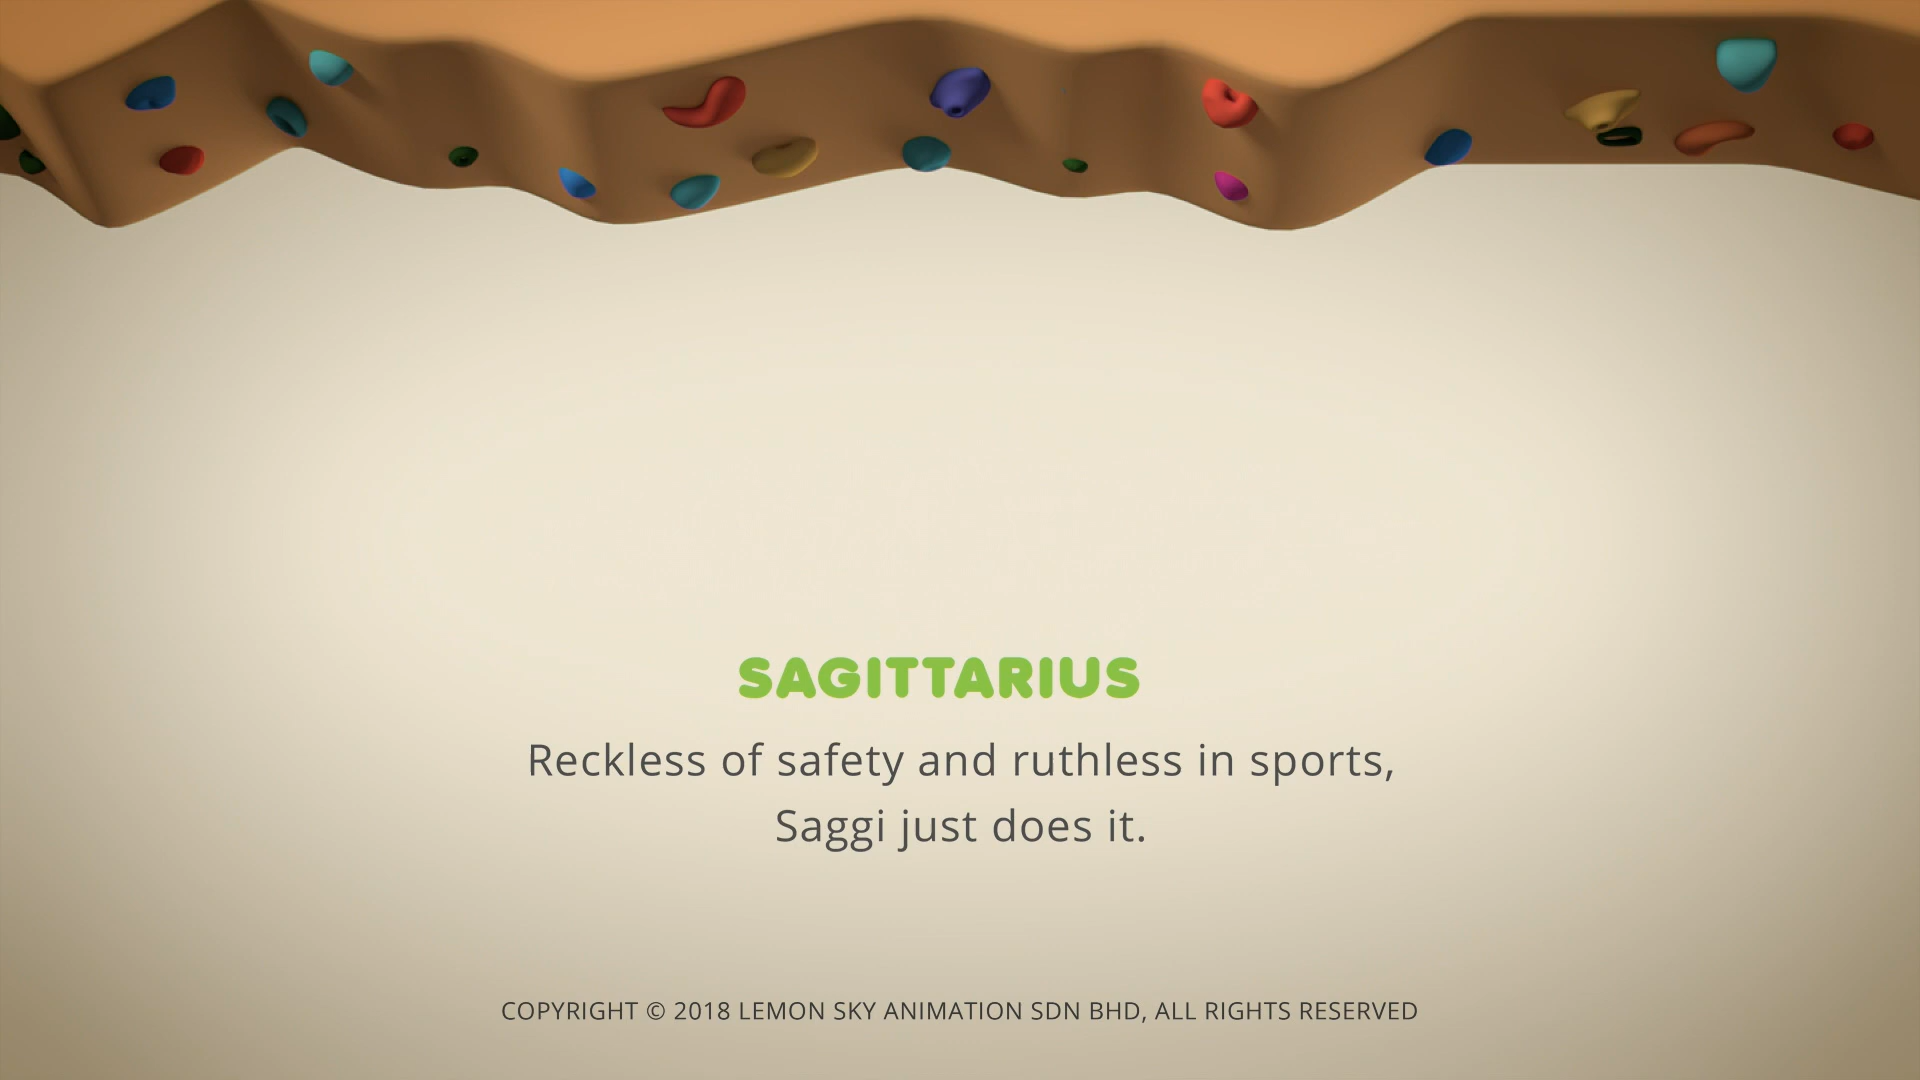 SAGITTARIUS
Reckless of safety and ruthless in sports,
Saggi just does it.
COPYRIGHT © 2018 LEMON SKY ANIMATION SDN BHD, ALL RIGHTS RESERVED